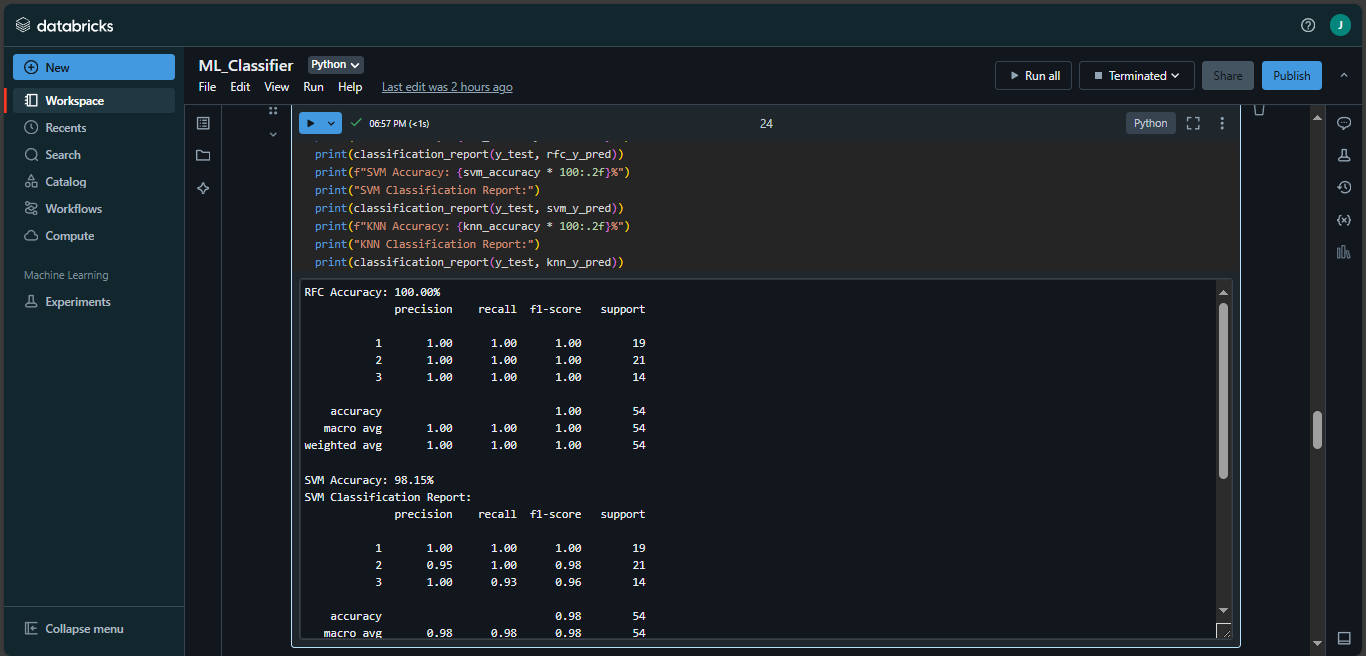 databricks
J
New
Workspace
Recents
Search
Catalog
Workflows
Compute
Machine Learning
Experiments
Collapse menu
ML_Classifier Python
File Edit View Run Help Last edit was 2 hours ago
Run all Terminated Share Publish
06:57 PM (<1s) 24 Python
print(classification_report(y_test, rfc_y_pred))
print(f"SVM Accuracy: {svm_accuracy * 100:.2f}%")
print("SVM Classification Report:")
print(classification_report(y_test, svm_y_pred))
print(f"KNN Accuracy: {knn_accuracy * 100:.2f}%")
print("KNN Classification Report:")
print(classification_report(y_test, knn_y_pred))
RFC Accuracy: 100.00%
precision recall f1-score support
1 1.00 1.00 1.00 19
2 1.00 1.00 1.00 21
3 1.00 1.00 1.00 14
accuracy 1.00 54
macro avg 1.00 1.00 1.00 54
weighted avg 1.00 1.00 1.00 54
SVM Accuracy: 98.15%
SVM Classification Report:
precision recall f1-score support
1 1.00 1.00 1.00 19
2 0.95 1.00 0.98 21
3 1.00 0.93 0.96 14
accuracy 0.98 54
macro avg 0.98 0.98 0.98 54